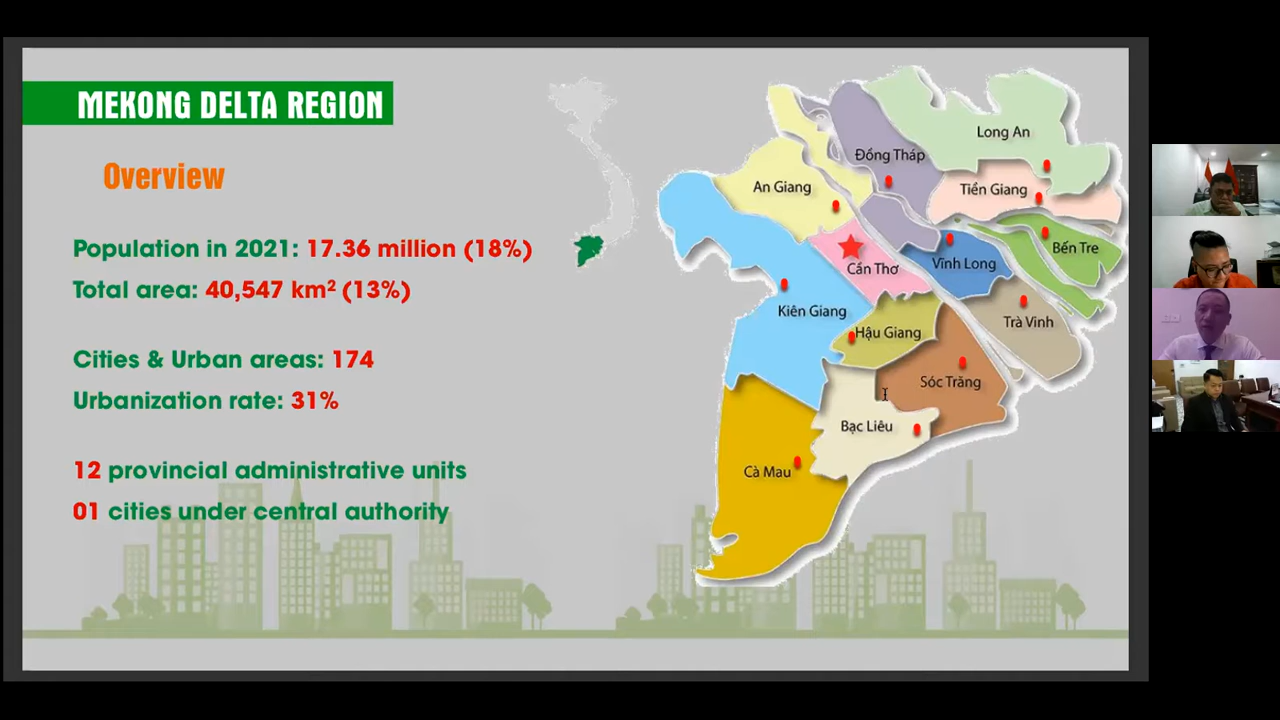 MEKONG DELTA REGION
Overview
Population in 2021: 17.36 million (18%)
Total area: 40,547 km² (13%)
Cities & Urban areas: 174
Urbanization rate: 31%
12 provincial administrative units
01 cities under central authority
Long An
Đồng Tháp
An Giang
Tiền Giang
Bến Tre
Cần Thơ
Vĩnh Long
Kiên Giang
Trà Vinh
Hậu Giang
Sóc Trăng
Bạc Liêu
Cà Mau